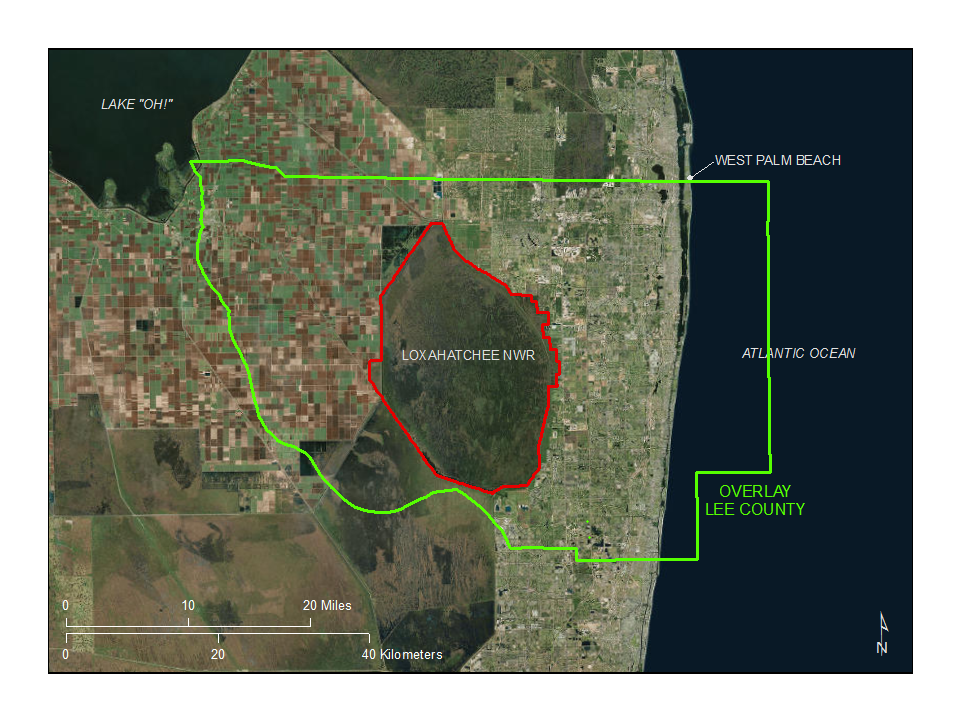 LAKE "OH!"
WEST PALM BEACH
LOXAHATCHEE NWR
ATLANTIC OCEAN
OVERLAY
LEE COUNTY
0 10 20 Miles
0 20 40 Kilometers
N